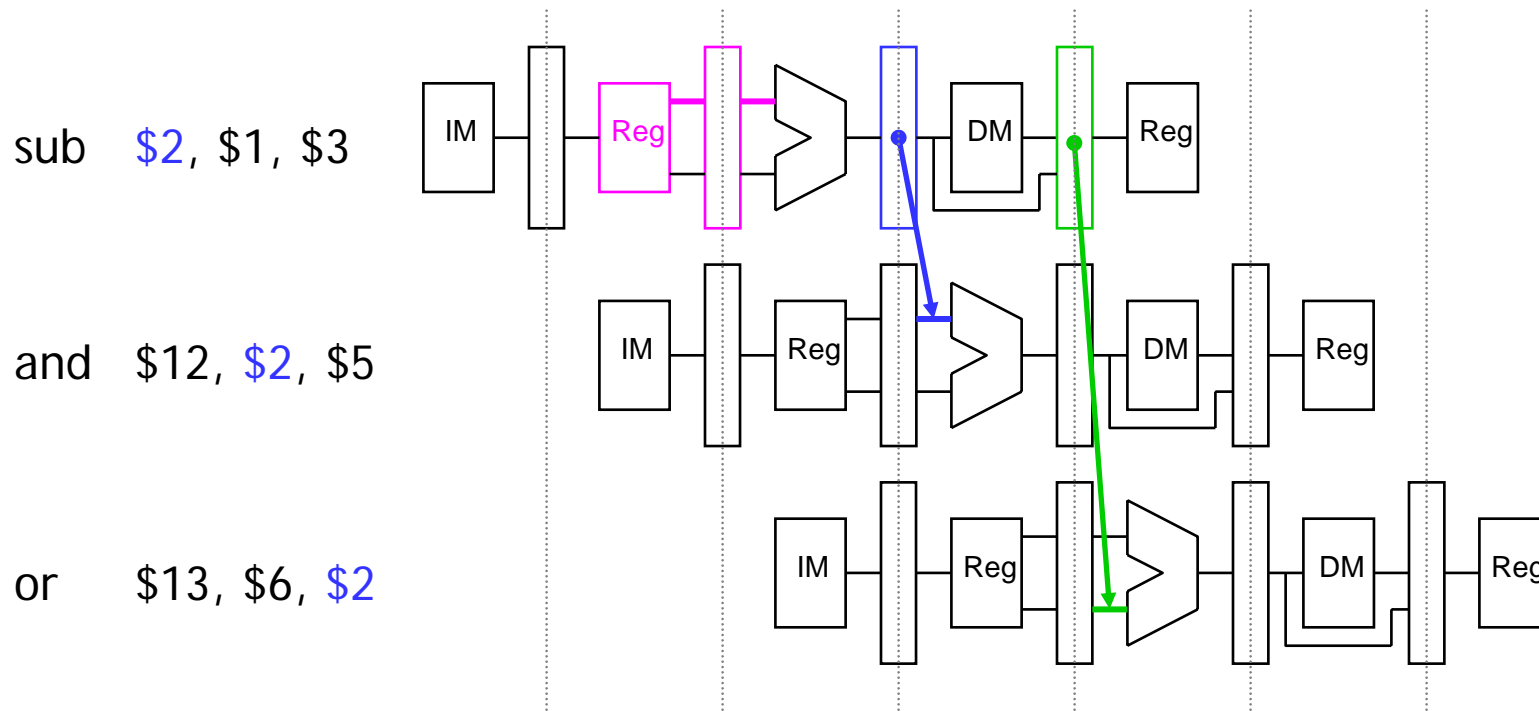 sub $2, $1, $3 IM Reg DM Reg
and $12, $2, $5 IM Reg DM Reg
or $13, $6, $2 IM Reg DM Reg